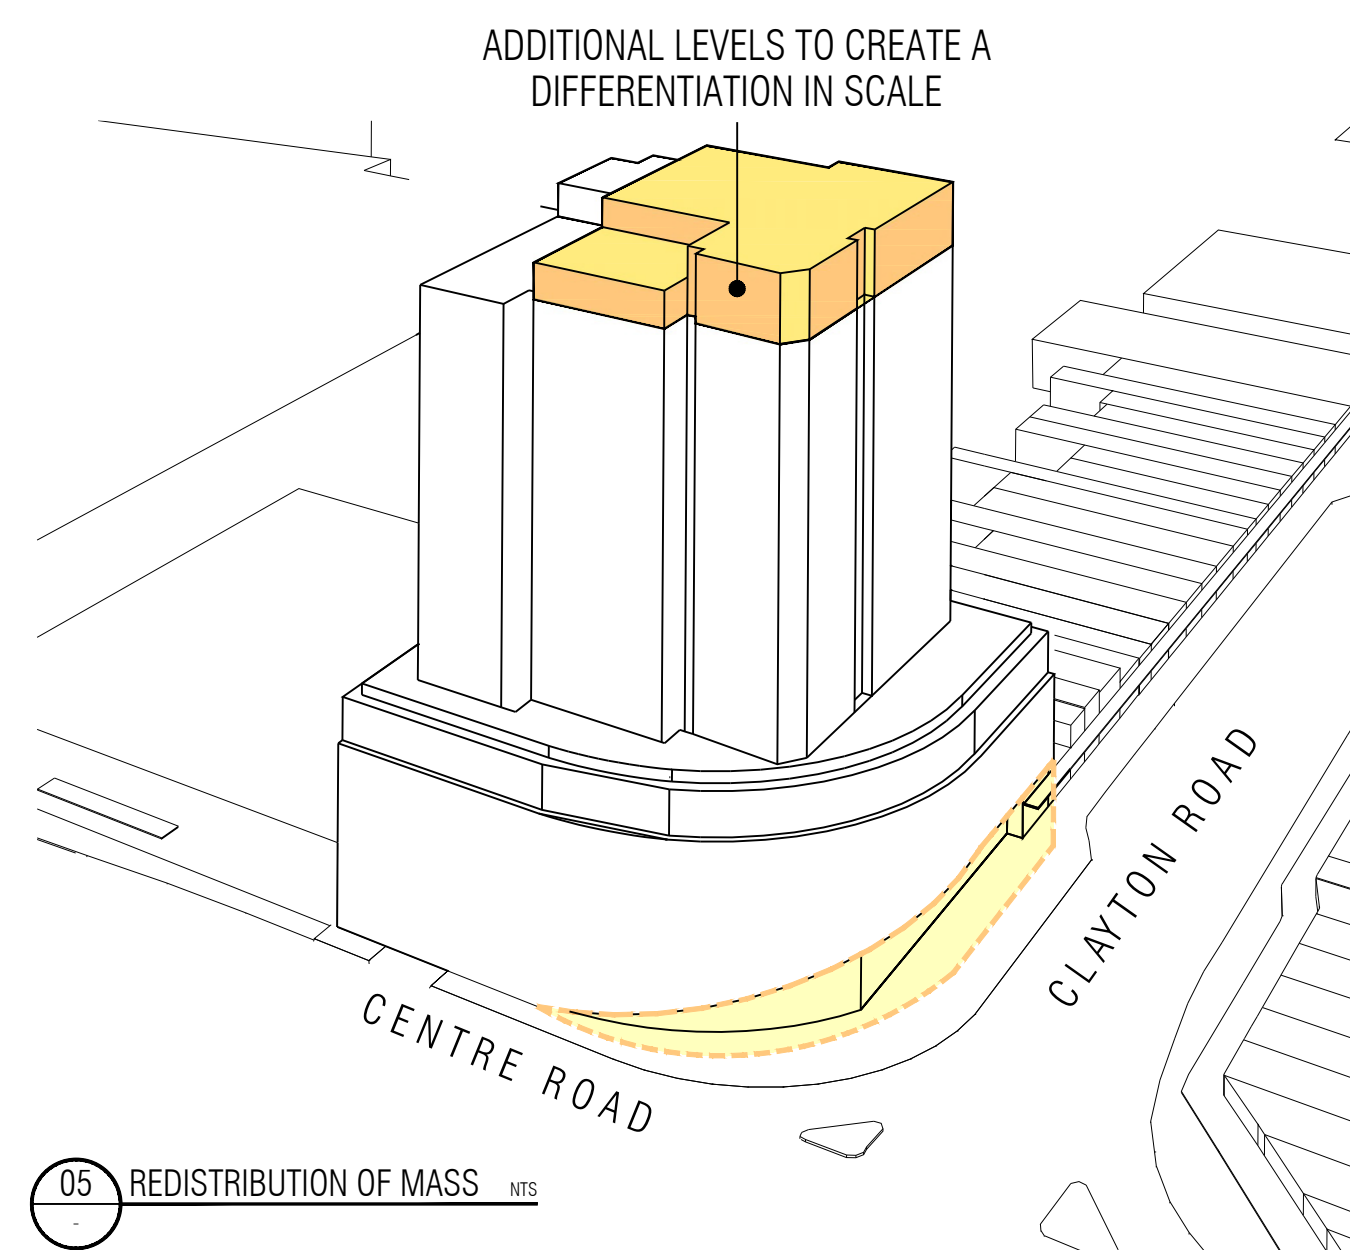 ADDITIONAL LEVELS TO CREATE A
DIFFERENTIATION IN SCALE
CLAYTON ROAD
CENTRE ROAD
05
-
REDISTRIBUTION OF MASS NTS